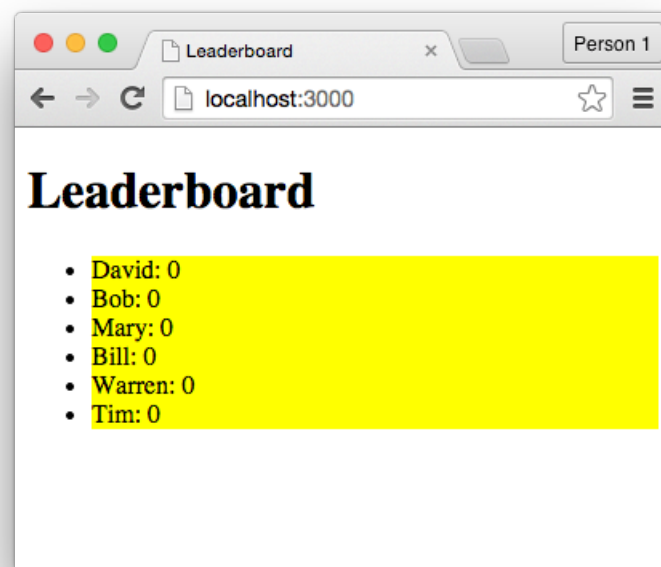 Leaderboard
Person 1
localhost:3000
Leaderboard
David: 0
Bob: 0
Mary: 0
Bill: 0
Warren: 0
Tim: 0